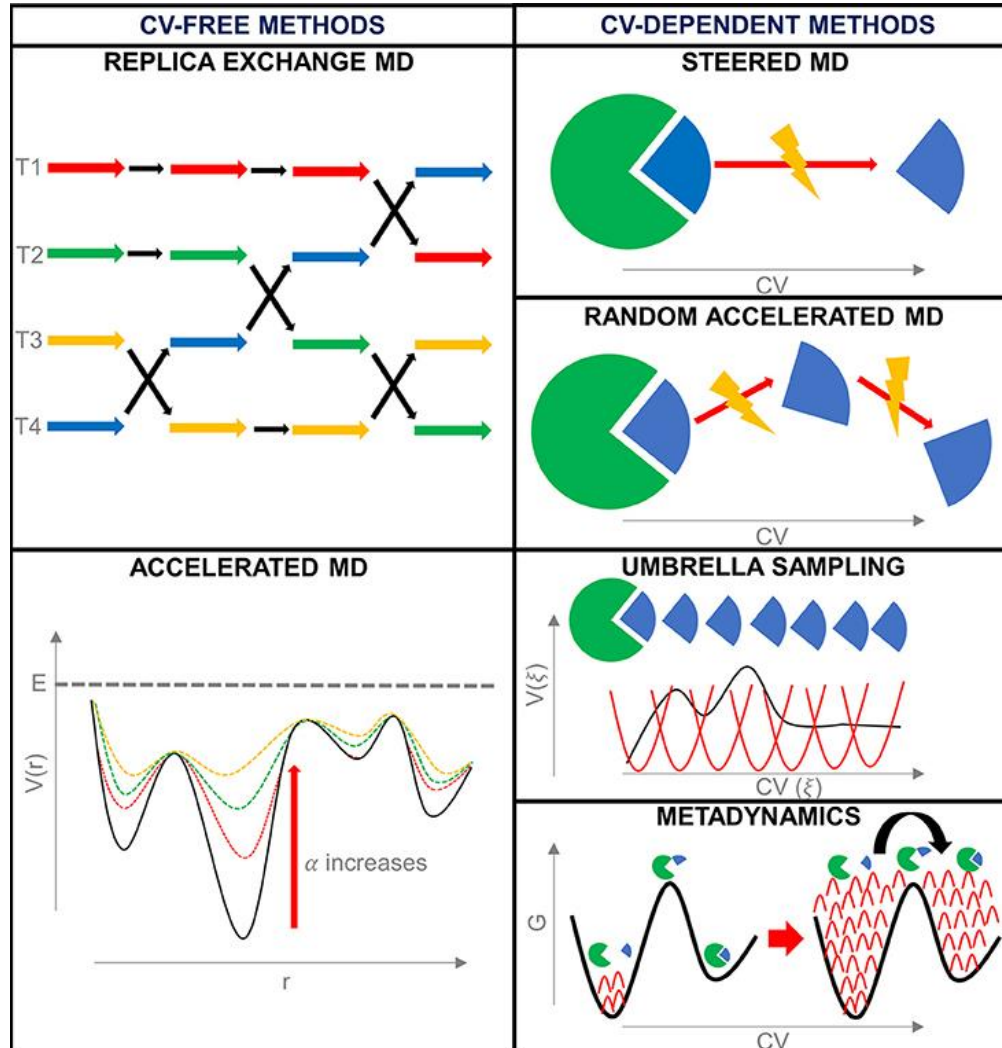 CV-FREE METHODS
REPLICA EXCHANGE MD
T1
T2
T3
T4
ACCELERATED MD
E
V(r)
α increases
r
CV-DEPENDENT METHODS
STEERED MD
CV
RANDOM ACCELERATED MD
CV
UMBRELLA SAMPLING
V(ξ)
CV (ξ)
METADYNAMICS
G
CV